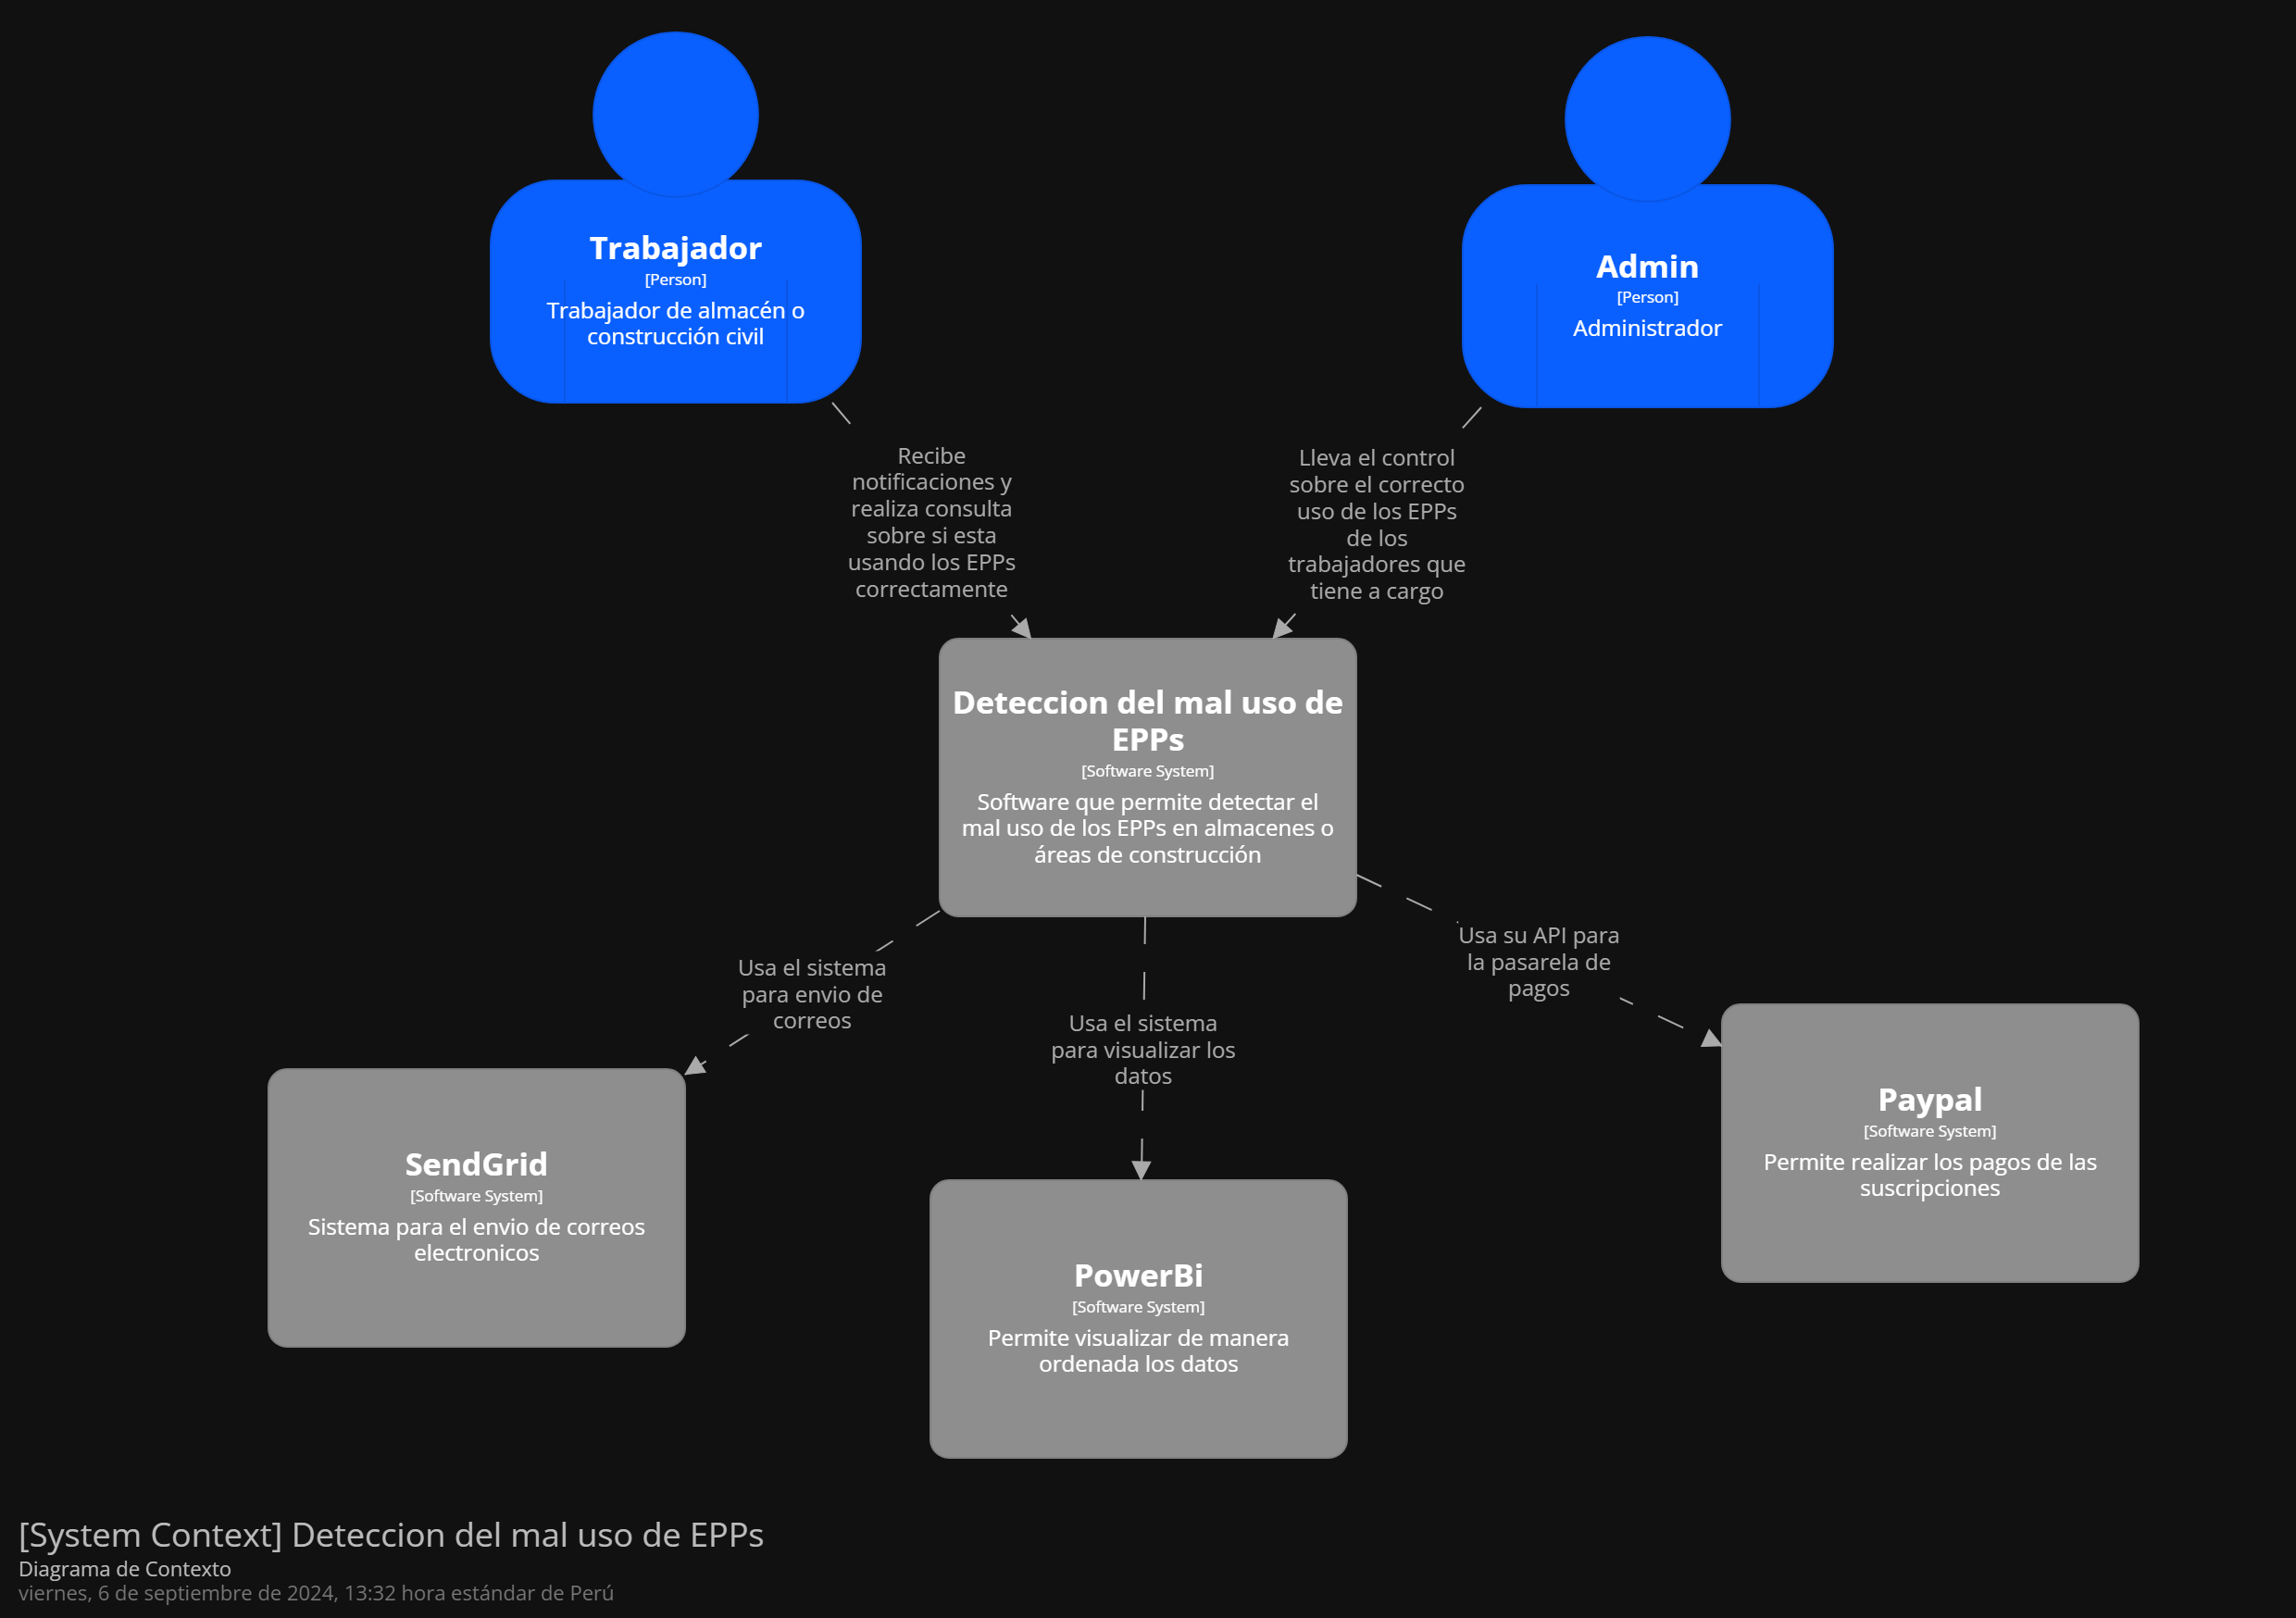 Trabajador
[Person]
Trabajador de almacén o
construcción civil
Admin
[Person]
Administrador
Recibe
notificaciones y
realiza consulta
sobre si esta
usando los EPPs
correctamente
Lleva el control
sobre el correcto
uso de los EPPs
de los
trabajadores que
tiene a cargo
Deteccion del mal uso de
EPPs
[Software System]
Software que permite detectar el
mal uso de los EPPs en almacenes o
áreas de construcción
Usa el sistema
para envio de
correos
Usa el sistema
para visualizar los
datos
Usa su API para
la pasarela de
pagos
SendGrid
[Software System]
Sistema para el envio de correos
electronicos
PowerBi
[Software System]
Permite visualizar de manera
ordenada los datos
Paypal
[Software System]
Permite realizar los pagos de las
suscripciones
[System Context] Deteccion del mal uso de EPPs
Diagrama de Contexto
viernes, 6 de septiembre de 2024, 13:32 hora estándar de Perú